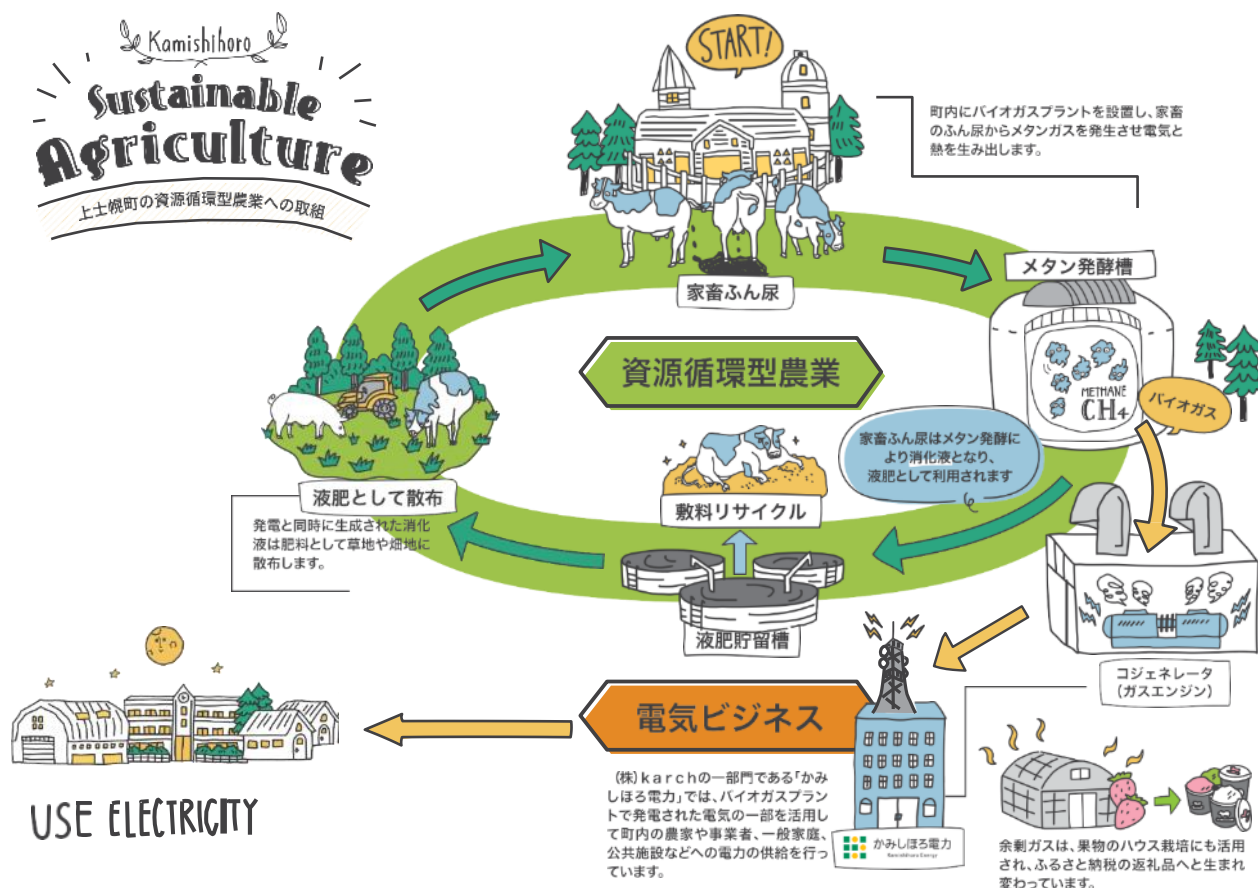 Kamishihoro
Sustainable
Agriculture
上士幌町の資源循環型農業への取組
START!
町内にバイオガスプラントを設置し、家畜
のふん尿からメタンガスを発生させ電気と
熱を生み出します。
家畜ふん尿
メタン発酵槽
METHANE
CH4
バイオガス
資源循環型農業
家畜ふん尿はメタン発酵に
より消化液となり、
液肥として利用されます
敷料リサイクル
液肥として散布
発電と同時に生成された消化
液は肥料として草地や畑地に
散布します。
液肥貯留槽
コジェネレータ
(ガスエンジン)
電気ビジネス
(株)karchの一部門である「かみ
しほろ電力」では、バイオガスプラン
トで発電された電気の一部を活用し
て町内の農家や事業者、一般家庭、
公共施設などへの電力の供給を行っ
ています。
かみしほろ電力
Kamishihoro Energy
USE ELECTRICITY
余剰ガスは、果物のハウス栽培にも活用
され、ふるさと納税の返礼品へと生まれ
変わっています。